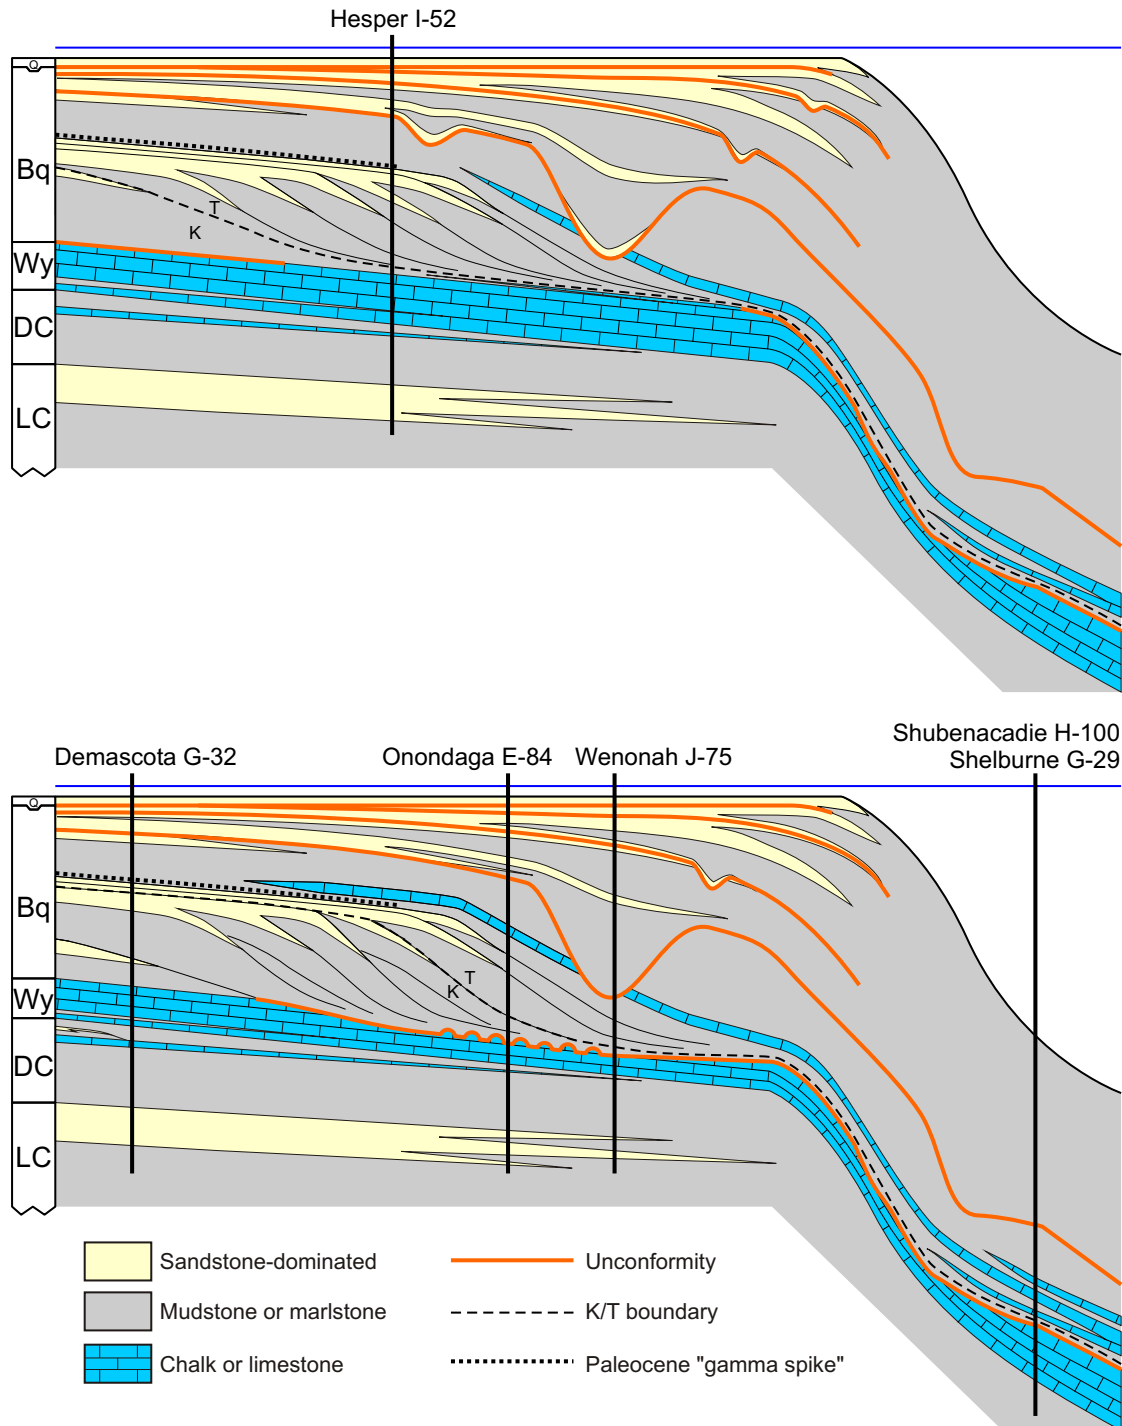 Hesper I-52
Q
Bq
T
K
Wy
DC
LC
Shubenacadie H-100
Demascota G-32 Onondaga E-84 Wenonah J-75 Shelburne G-29
Q
Bq
T
K
Wy
DC
LC
Sandstone-dominated Unconformity
Mudstone or marlstone K/T boundary
Chalk or limestone Paleocene "gamma spike"